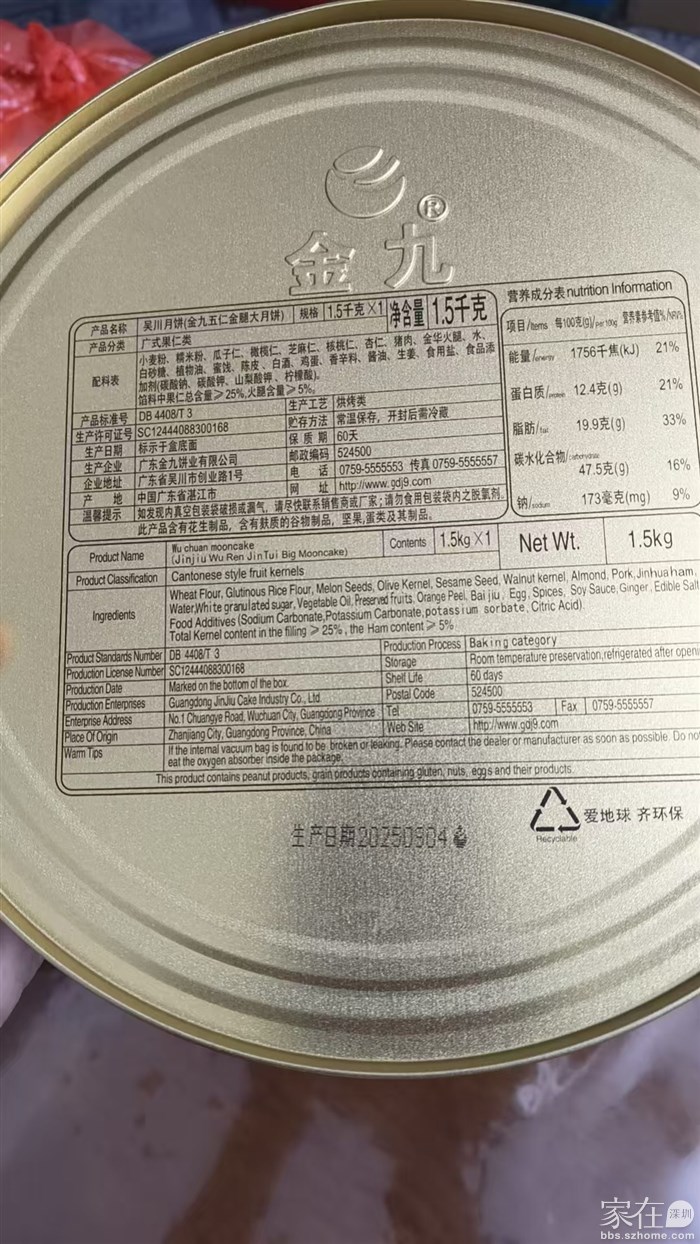 ®
金九
产品名称 吴川月饼(金九五仁金腿大月饼) 规格 1.5千克×1 净含量 1.5千克
产品分类 广式果仁类
配料表 小麦粉、糯米粉、瓜子仁、橄榄仁、芝麻仁、核桃仁、杏仁、猪肉、金华火腿、水、
白砂糖、植物油、蜜饯、陈皮、白酒、鸡蛋、香辛料、酱油、生姜、食用盐、食品添
加剂(碳酸钠、碳酸钾、山梨酸钾、柠檬酸)。
馅料中果仁总含量≥25%,火腿含量≥5%。
产品标准号 DB 4408/T 3 生产工艺 烘烤类
生产许可证号 SC12444088300168 贮存方法 常温保存，开封后需冷藏
生产日期 标示于盒底面 保质期 60天
生产企业 广东金九饼业有限公司 邮政编码 524500
企业地址 广东省吴川市创业路1号 电话 0759-5555553 传真 0759-5555557
产地 中国广东省湛江市 网址 http://www.gdj9.com
温馨提示 如发现内真空包装袋破损或漏气，请尽快联系销售商或厂家；请勿食用包装袋内之脱氧剂。
此产品含有花生制品，含有麸质的谷物制品，坚果,蛋类及其制品。
营养成分表 nutrition Information
项目/Items 每100克(g)/per 100g 营养素参考值%/NRV%
能量/energy 1756千焦(kJ) 21%
蛋白质/protein 12.4克(g) 21%
脂肪/fat 19.9克(g) 33%
碳水化合物/carbohydrate 47.5克(g) 16%
钠/sodium 173毫克(mg) 9%
Product Name Wu chuan mooncake
(Jinjiu Wu Ren JinTui Big Mooncake) Contents 1.5kg×1 Net Wt. 1.5kg
Product Classification Cantonese style fruit kernels
Ingredients Wheat Flour, Glutinous Rice Flour, Melon Seeds, Olive Kernel, Sesame Seed, Walnut kernel, Almond, Pork, Jinhua ham,
Water,White granulated sugar, Vegetable Oil, Preserved fruits, Orange Peel, Bai jiu, Egg, Spices, Soy Sauce, Ginger, Edible Salt
Food Additives (Sodium Carbonate,Potassium Carbonate,potassium sorbate, Citric Acid).
Total Kernel content in the filling ≥25%, the Ham content≥5%
Product Standards Number DB 4408/T 3 Production Process Baking category
Production License Number SC12444088300168 Storage Room temperature preservation,refrigerated after openi
Production Date Marked on the bottom of the box. Shelf Life 60 days
Production Enterprises Guangdong JinJiu Cake Industry Co., Ltd Postal Code 524500
Enterprise Address No.1 Chuangye Road, Wuchuan City, Guangdong Province Tel 0759-5555553 Fax 0759-5555557
Place Of Origin Zhanjiang City, Guangdong Province, China Web Site http://www.gdj9.com
Warm Tips If the internal vacuum bag is found to be broken or leaking. Please contact the dealer or manufacturer as soon as possible. Do not
eat the oxygen absorber inside the package.
This product contains peanut products, grain products containing gluten, nuts, eggs and their products.
Recyclable 爱地球 齐环保
生产日期20250904
家在 深圳
bbs.szhome.com